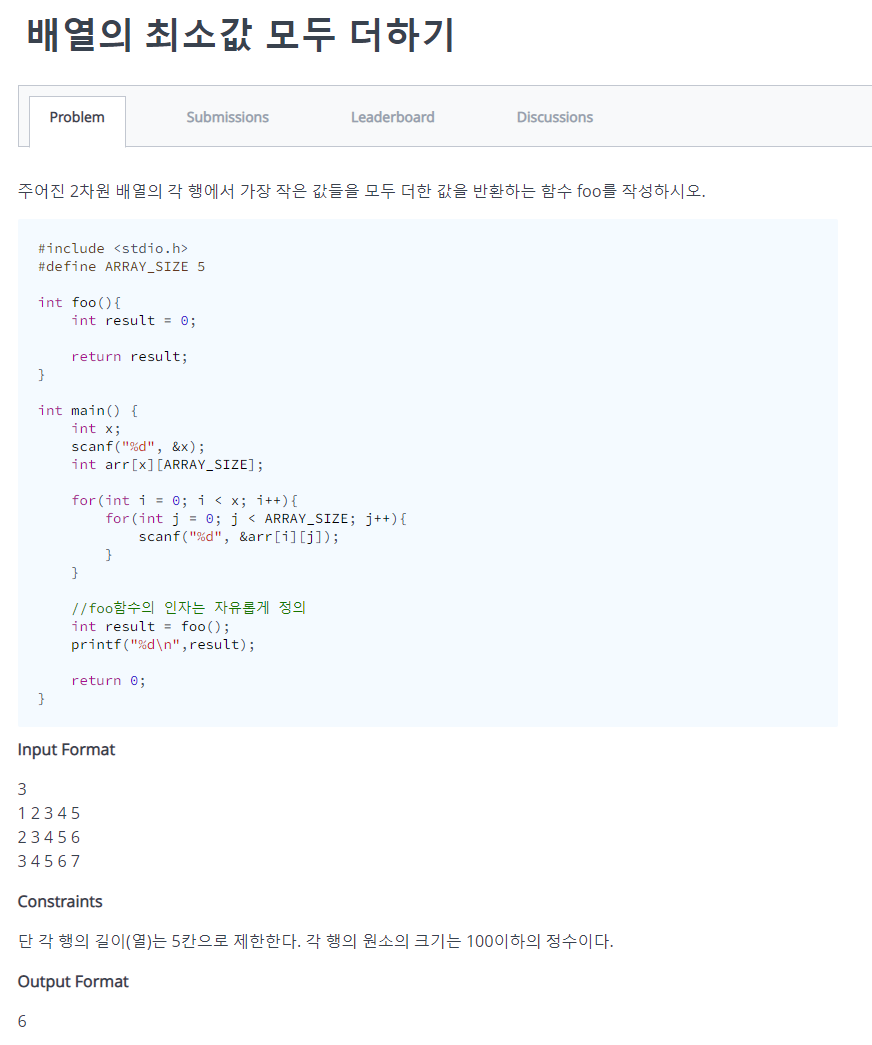 배열의 최소값 모두 더하기
Problem Submissions Leaderboard Discussions
주어진 2차원 배열의 각 행에서 가장 작은 값들을 모두 더한 값을 반환하는 함수 foo를 작성하시오.
#include <stdio.h>
#define ARRAY_SIZE 5

int foo(){
    int result = 0;

    return result;
}

int main() {
    int x;
    scanf("%d", &x);
    int arr[x][ARRAY_SIZE];

    for(int i = 0; i < x; i++){
        for(int j = 0; j < ARRAY_SIZE; j++){
            scanf("%d", &arr[i][j]);
        }
    }

    //foo함수의 인자는 자유롭게 정의
    int result = foo();
    printf("%d\n",result);

    return 0;
}
Input Format
3
1 2 3 4 5
2 3 4 5 6
3 4 5 6 7
Constraints
단 각 행의 길이(열)는 5칸으로 제한한다. 각 행의 원소의 크기는 100이하의 정수이다.
Output Format
6